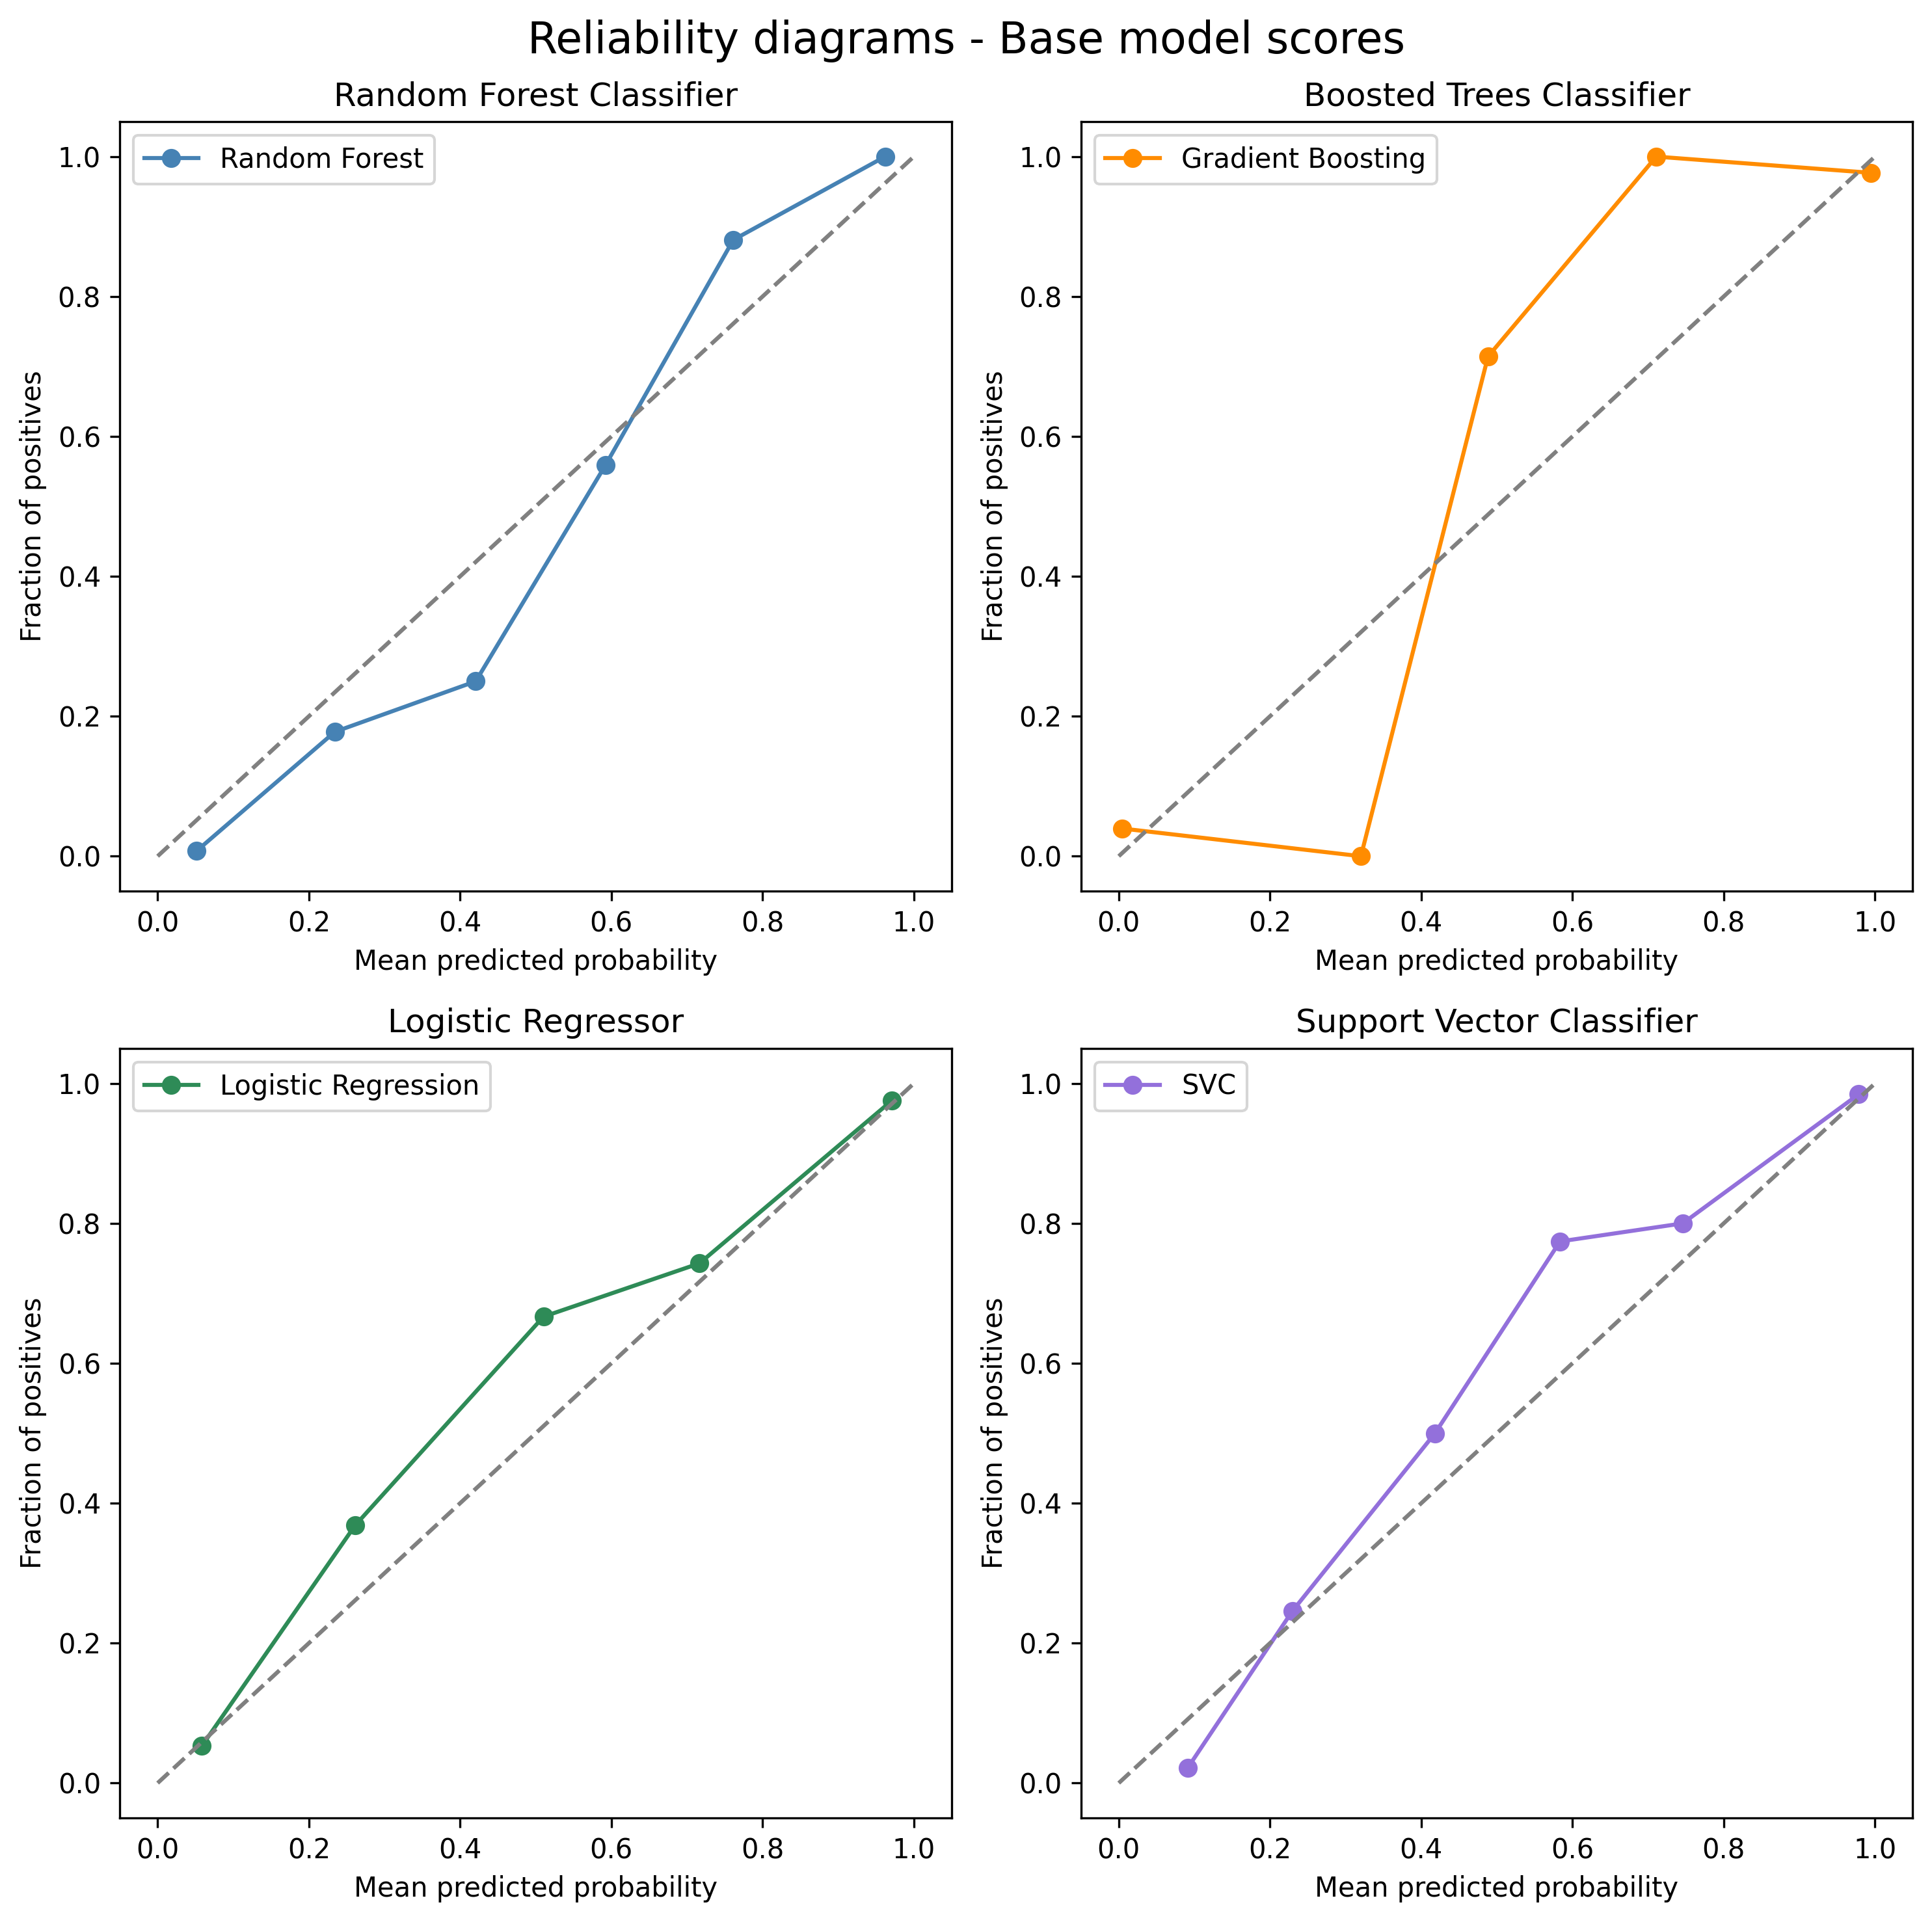 Reliability diagrams - Base model scores
Random Forest Classifier
Random Forest
1.0
0.8
0.6
0.4
0.2
0.0
Fraction of positives
0.0 0.2 0.4 0.6 0.8 1.0
Mean predicted probability
Boosted Trees Classifier
Gradient Boosting
1.0
0.8
0.6
0.4
0.2
0.0
Fraction of positives
0.0 0.2 0.4 0.6 0.8 1.0
Mean predicted probability
Logistic Regressor
Logistic Regression
1.0
0.8
0.6
0.4
0.2
0.0
Fraction of positives
0.0 0.2 0.4 0.6 0.8 1.0
Mean predicted probability
Support Vector Classifier
SVC
1.0
0.8
0.6
0.4
0.2
0.0
Fraction of positives
0.0 0.2 0.4 0.6 0.8 1.0
Mean predicted probability